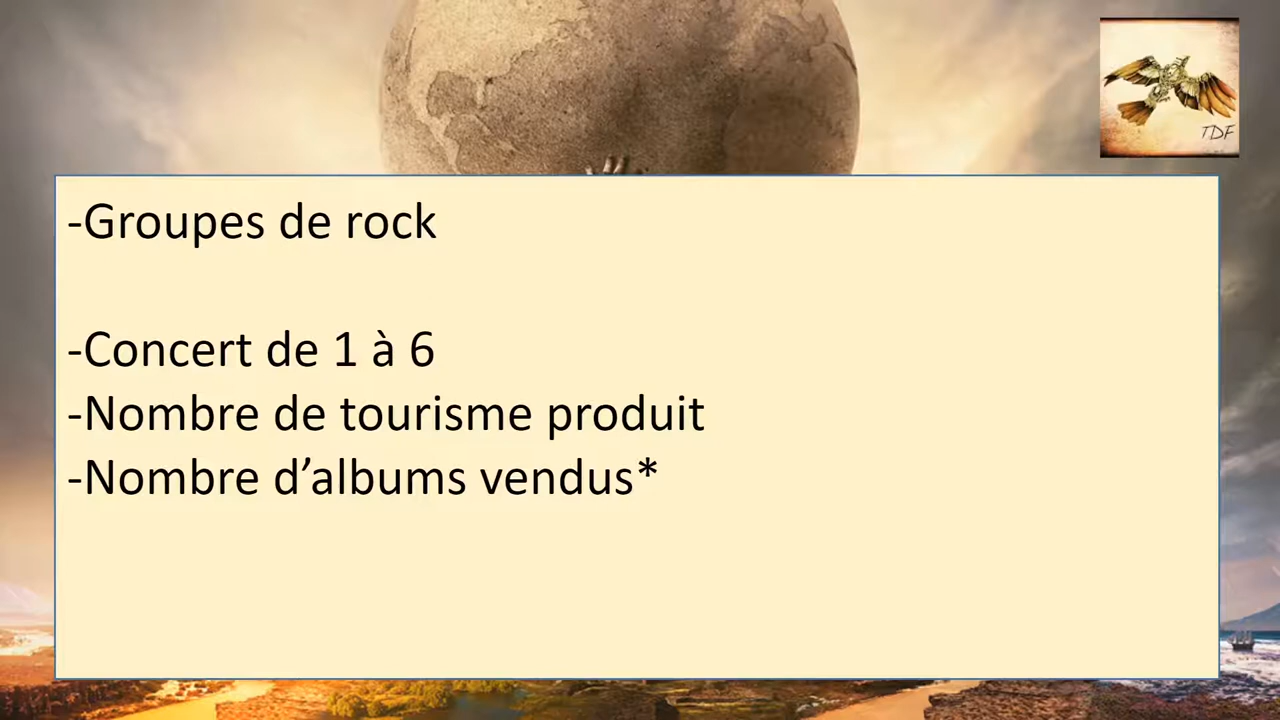 TDF
-Groupes de rock
-Concert de 1 à 6
-Nombre de tourisme produit
-Nombre d’albums vendus*